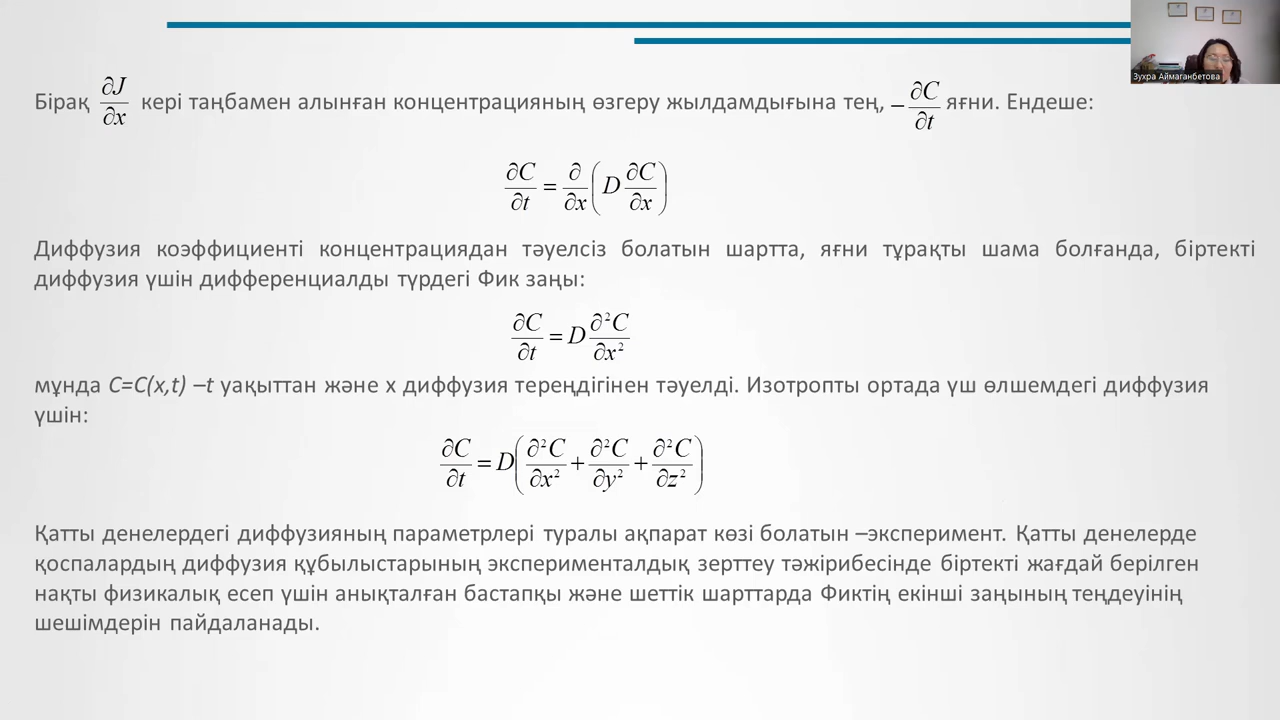 Зухра Аймаганбетова
Бірақ ∂J/∂x кері таңбамен алынған концентрацияның өзгеру жылдамдығына тең, −∂C/∂t яғни. Ендеше:
∂C/∂t = ∂/∂x (D ∂C/∂x)
Диффузия коэффициенті концентрациядан тәуелсіз болатын шартта, яғни тұрақты шама болғанда, біртекті
диффузия үшін дифференциалды түрдегі Фик заңы:
∂C/∂t = D ∂²C/∂x²
мұнда C=C(x,t) –t уақыттан және x диффузия тереңдігінен тәуелді. Изотропты ортада үш өлшемдегі диффузия
үшін:
∂C/∂t = D (∂²C/∂x² + ∂²C/∂y² + ∂²C/∂z²)
Қатты денелердегі диффузияның параметрлері туралы ақпарат көзі болатын –эксперимент. Қатты денелерде
қоспалардың диффузия құбылыстарының эксперименталдық зерттеу тәжірибесінде біртекті жағдай берілген
нақты физикалық есеп үшін анықталған бастапқы және шеттік шарттарда Фиктің екінші заңының теңдеуінің
шешімдерін пайдаланады.